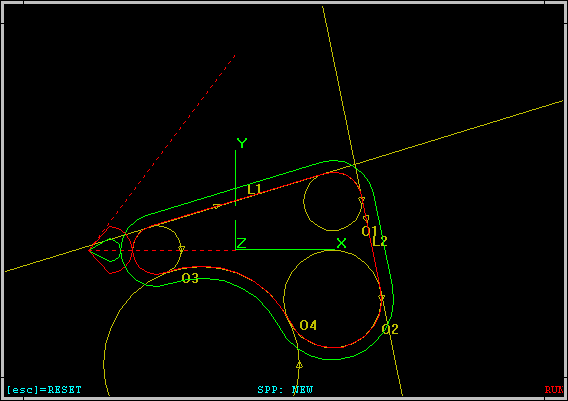 Y
L1
Z
X
O1
L2
O3
O4
O2
[esc]=RESET SPP: NEW RUN